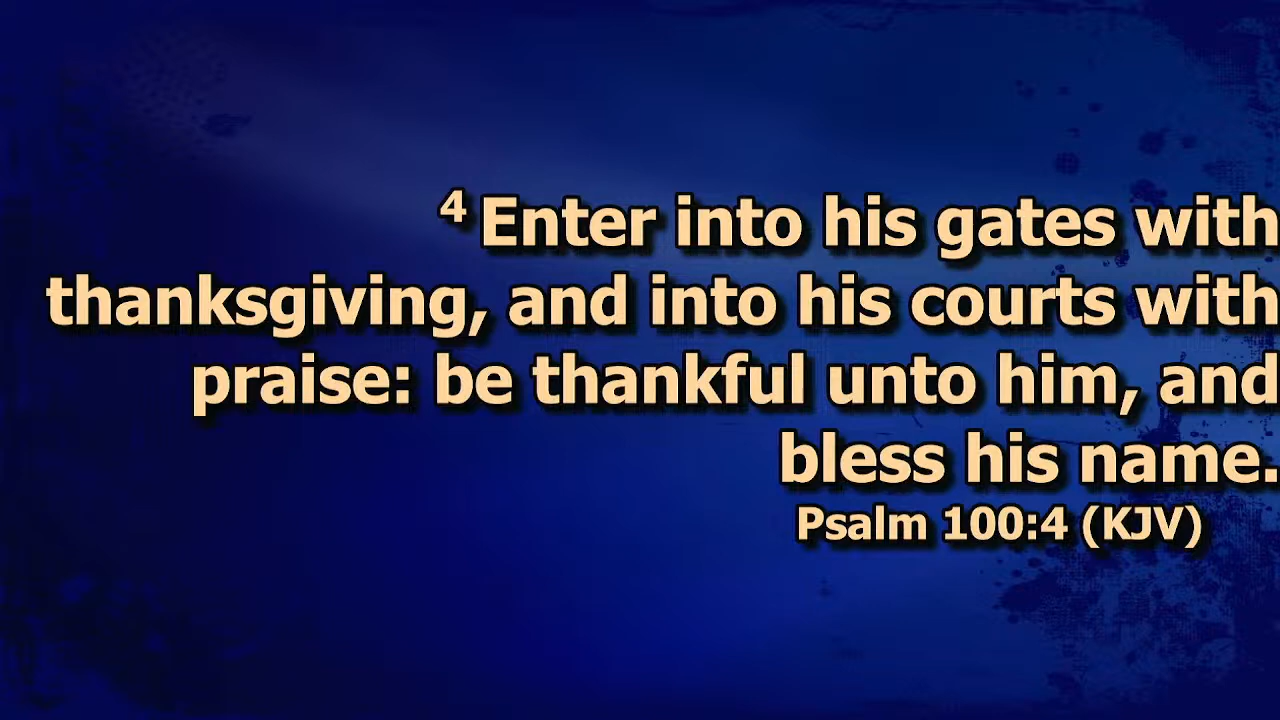 4 Enter into his gates with
thanksgiving, and into his courts with
praise: be thankful unto him, and
bless his name.
Psalm 100:4 (KJV)